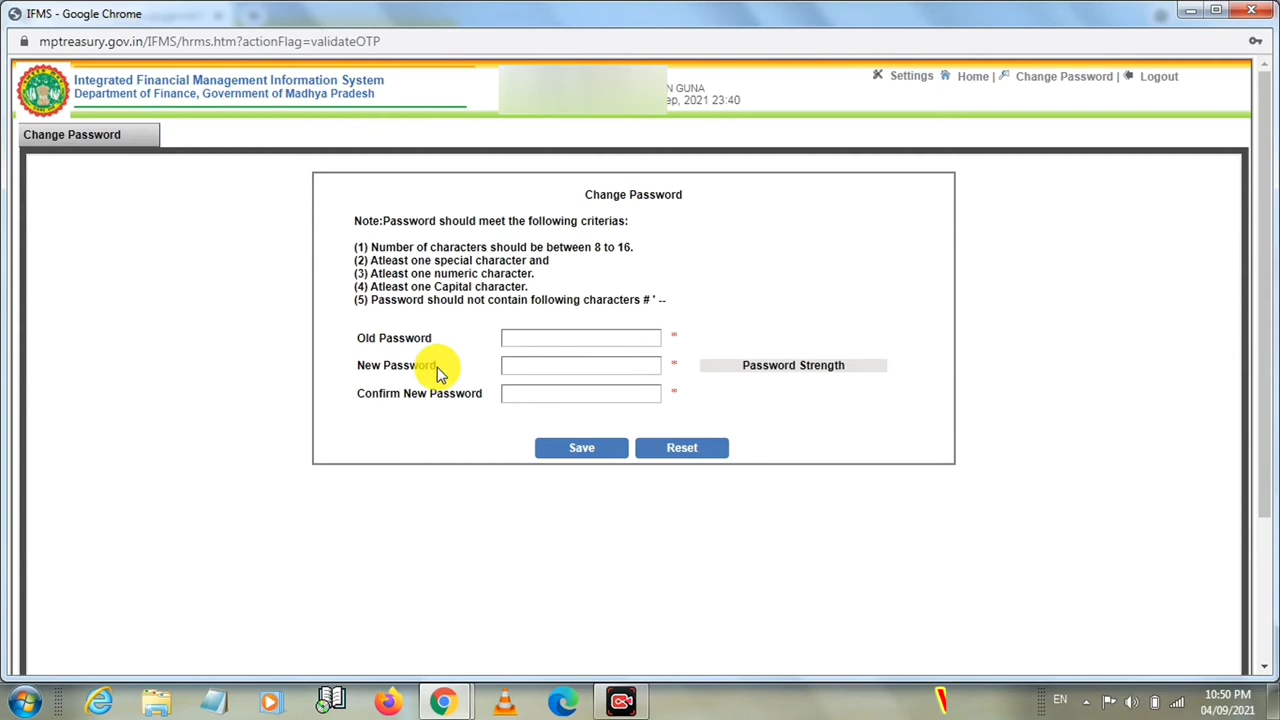 IFMS - Google Chrome
mptreasury.gov.in/IFMS/hrms.htm?actionFlag=validateOTP
Integrated Financial Management Information System
Department of Finance, Government of Madhya Pradesh
N GUNA
ep, 2021 23:40
Settings Home | Change Password | Logout
Change Password
Change Password
Note:Password should meet the following criterias:
(1) Number of characters should be between 8 to 16.
(2) Atleast one special character and
(3) Atleast one numeric character.
(4) Atleast one Capital character.
(5) Password should not contain following characters # ' --
Old Password *
New Password * Password Strength
Confirm New Password *
Save Reset
EN
10:50 PM
04/09/2021